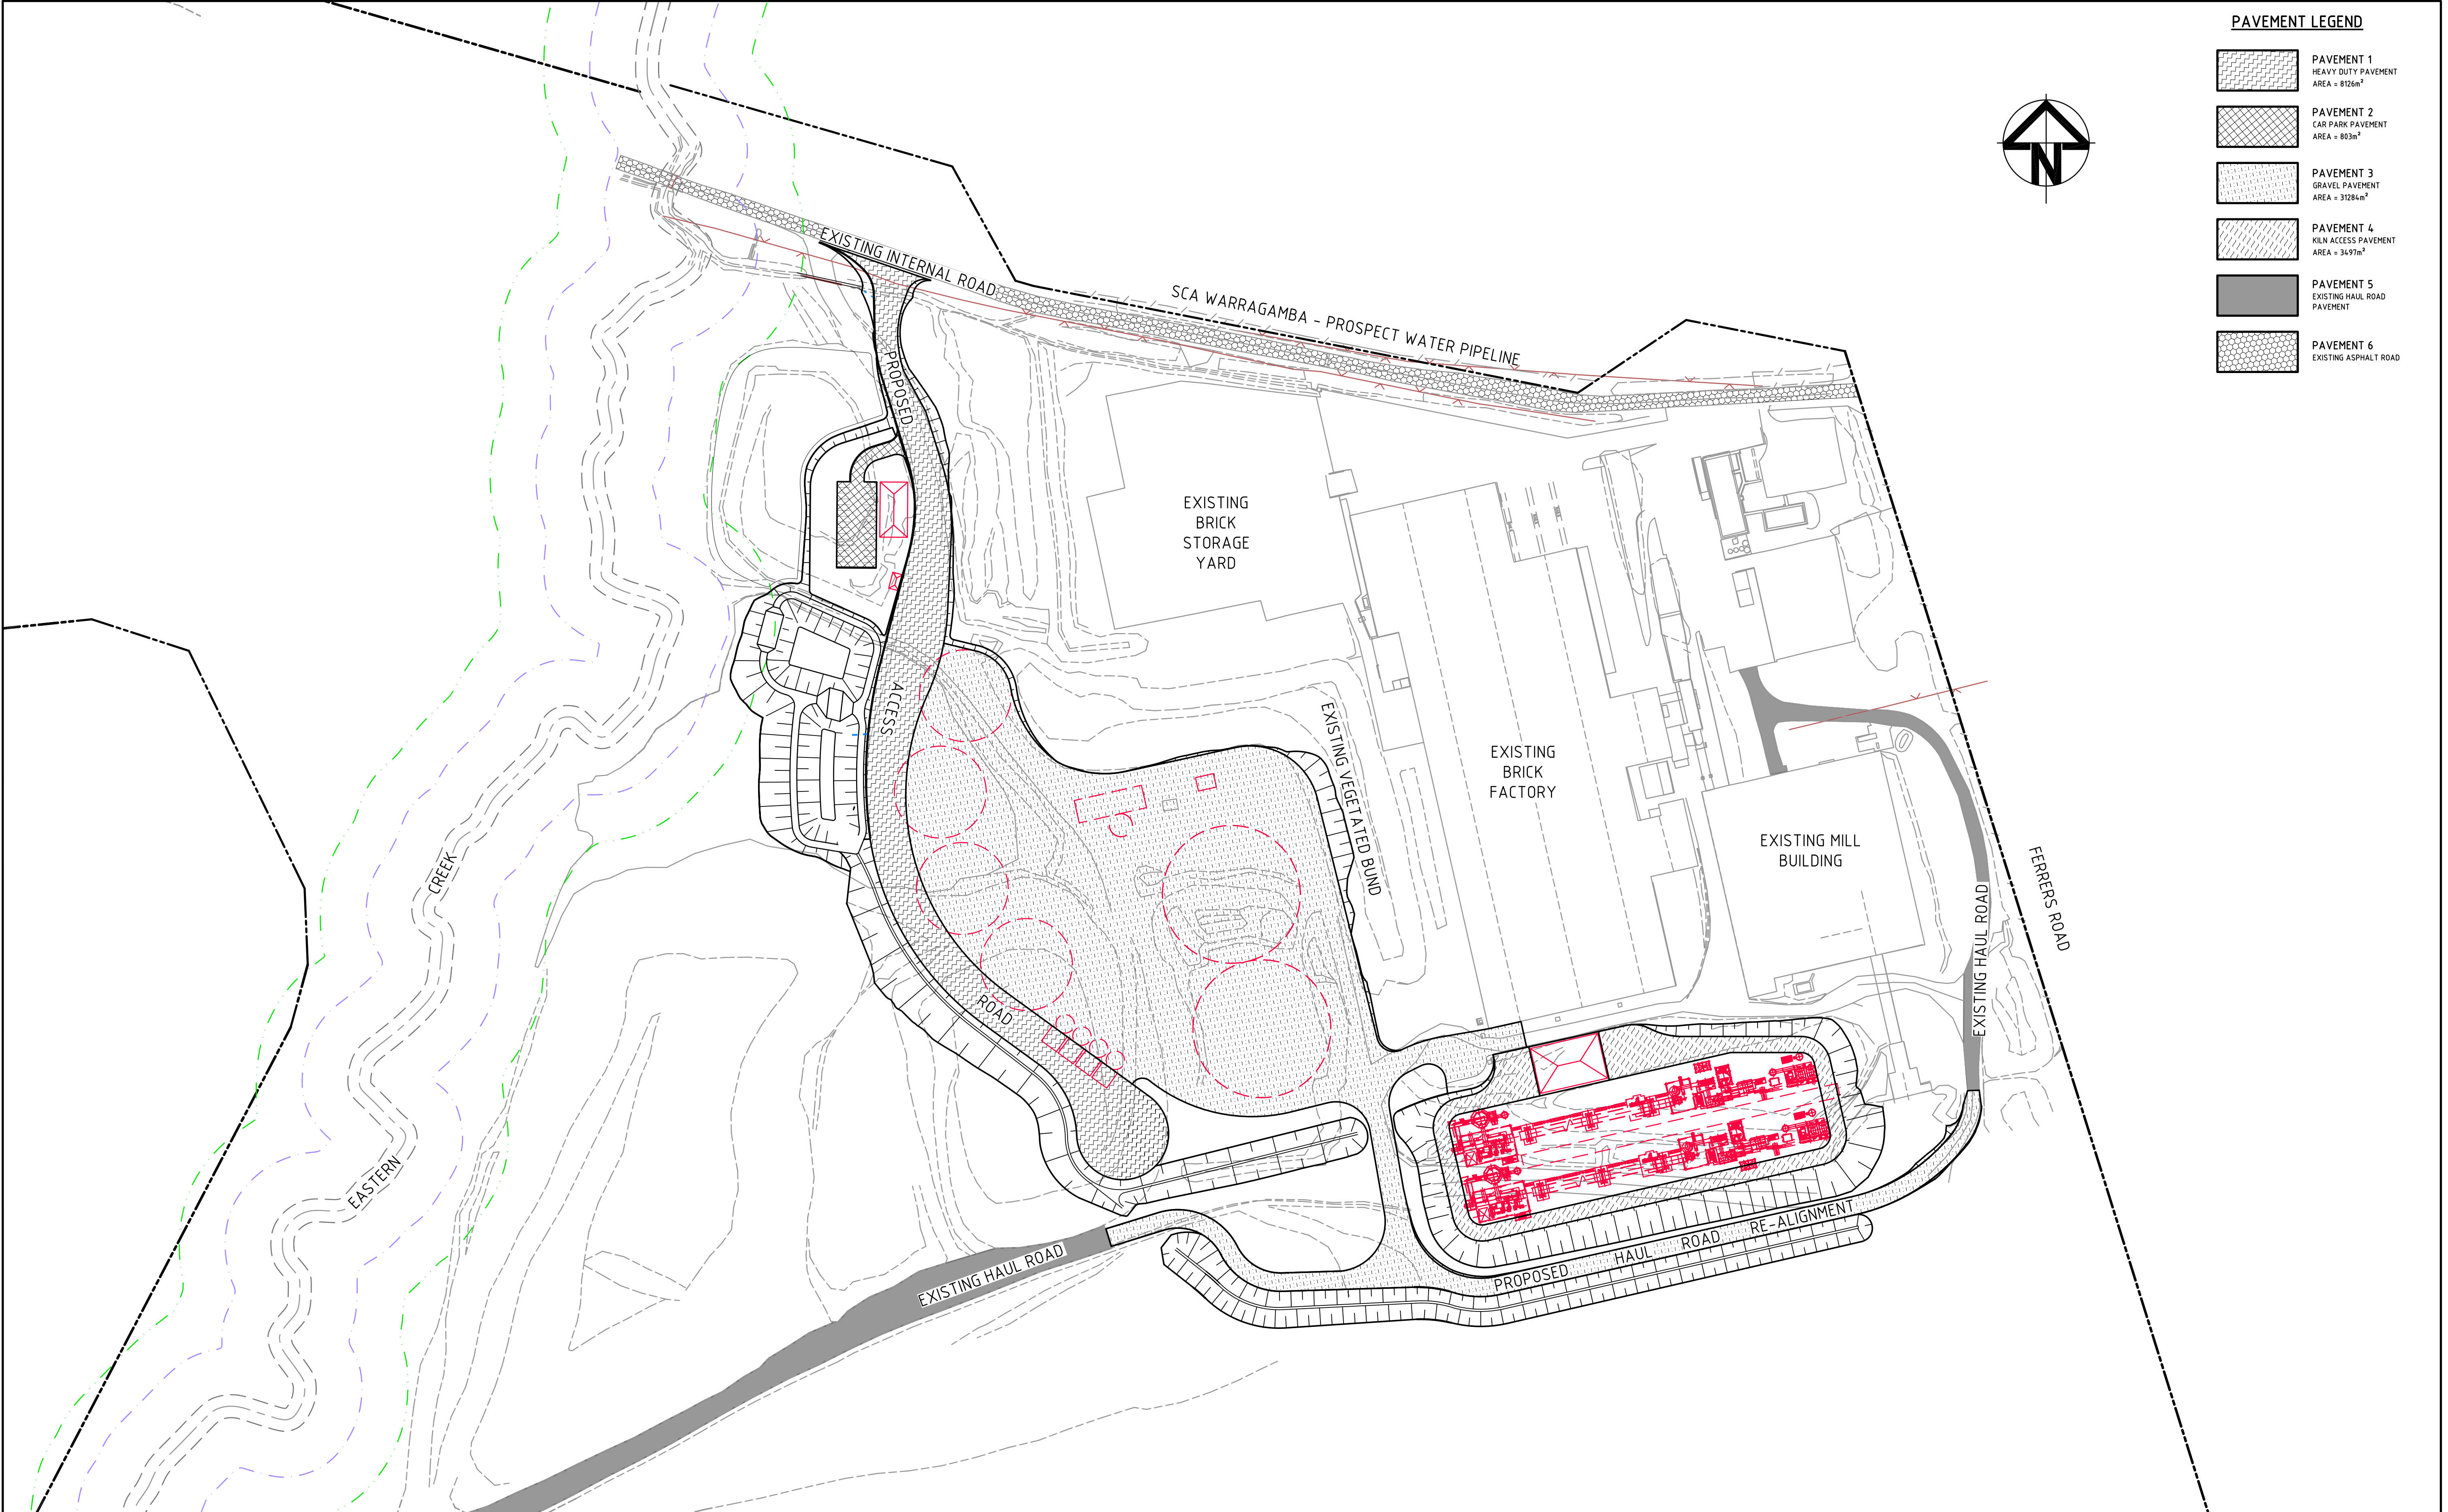 PAVEMENT LEGEND
PAVEMENT 1
HEAVY DUTY PAVEMENT
AREA = 8126m²
PAVEMENT 2
CAR PARK PAVEMENT
AREA = 803m²
PAVEMENT 3
GRAVEL PAVEMENT
AREA = 31284m²
PAVEMENT 4
KILN ACCESS PAVEMENT
AREA = 3497m²
PAVEMENT 5
EXISTING HAUL ROAD
PAVEMENT
PAVEMENT 6
EXISTING ASPHALT ROAD
N
EXISTING INTERNAL ROAD
SCA WARRAGAMBA - PROSPECT WATER PIPELINE
PROPOSED
ACCESS
ROAD
EXISTING
BRICK
STORAGE
YARD
EXISTING VEGETATED BUND
EXISTING
BRICK
FACTORY
EXISTING MILL
BUILDING
FERRERS ROAD
EXISTING HAUL ROAD
CREEK
EASTERN
EXISTING HAUL ROAD
PROPOSED HAUL ROAD RE-ALIGNMENT